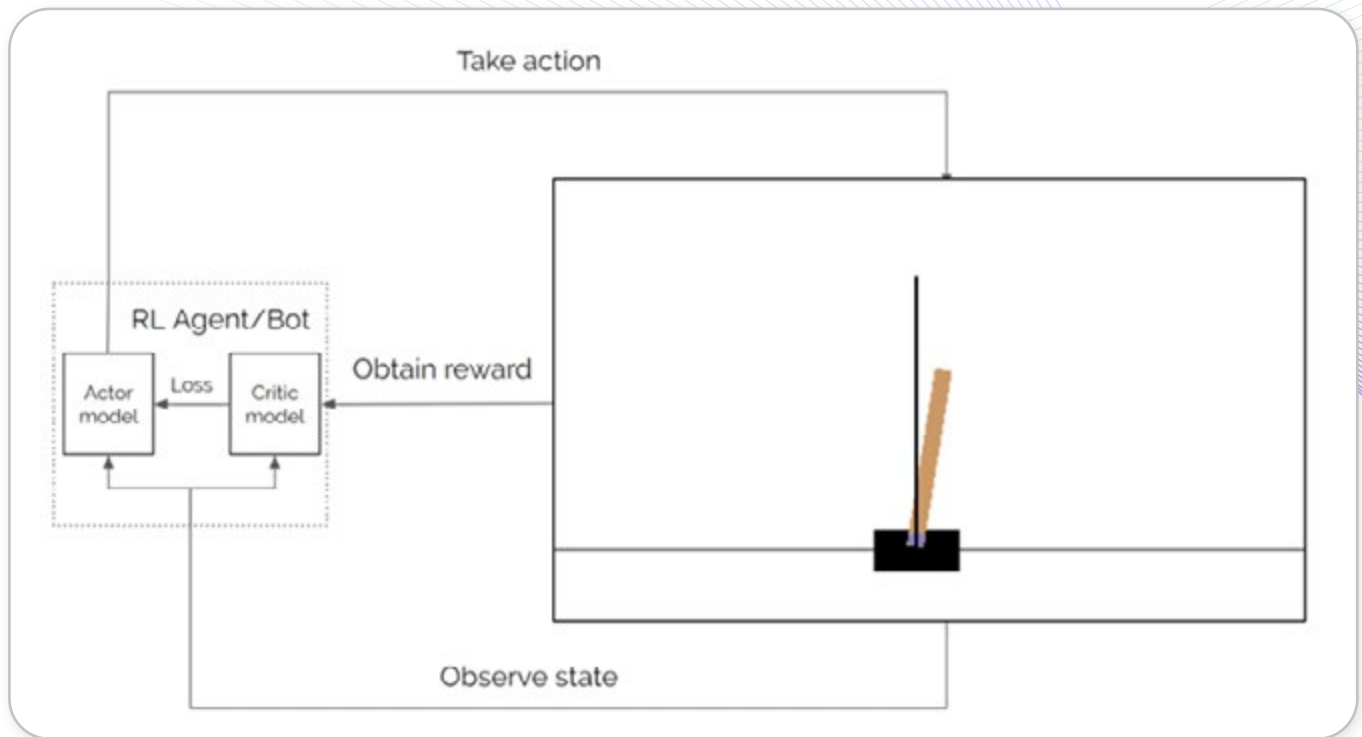 Take action
RL Agent/Bot
Actor
model
Loss
Critic
model
Obtain reward
Observe state